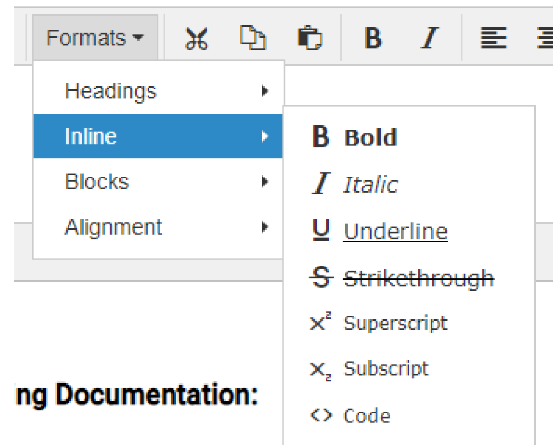 Formats
Headings
Inline
Blocks
Alignment
B Bold
I Italic
U Underline
S Strikethrough
x² Superscript
x₂ Subscript
<> Code
ng Documentation: